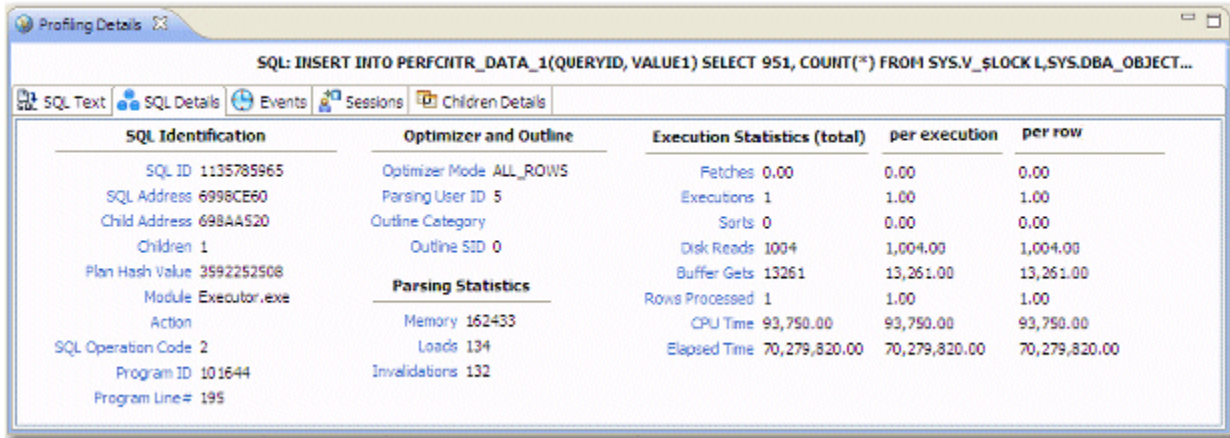 Profiling Details
SQL: INSERT INTO PERFCNTR_DATA_1(QUERYID, VALUE1) SELECT 951, COUNT(*) FROM SYS.V_$LOCK L,SYS.DBA_OBJECT...
SQL Text SQL Details Events Sessions Children Details
SQL Identification
SQL ID 1135785965
SQL Address 6998CE60
Child Address 698AA520
Children 1
Plan Hash Value 3592252508
Module Executor.exe
Action
SQL Operation Code 2
Program ID 101644
Program Line# 195
Optimizer and Outline
Optimizer Mode ALL_ROWS
Parsing User ID 5
Outline Category
Outline SID 0
Parsing Statistics
Memory 162433
Loads 134
Invalidations 132
Execution Statistics (total) per execution per row
Fetches 0.00 0.00 0.00
Executions 1 1.00 1.00
Sorts 0 0.00 0.00
Disk Reads 1004 1,004.00 1,004.00
Buffer Gets 13261 13,261.00 13,261.00
Rows Processed 1 1.00 1.00
CPU Time 93,750.00 93,750.00 93,750.00
Elapsed Time 70,279,820.00 70,279,820.00 70,279,820.00